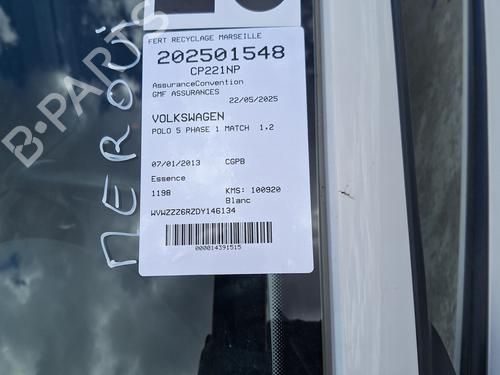 FERT RECYCLAGE MARSEILLE
202501548
CP221NP
AssuranceConvention
GMF ASSURANCES
22/05/2025
VOLKSWAGEN
POLO 5 PHASE 1 MATCH 1.2
07/01/2013 CGPB
Essence
1198 KMS: 100920
Blanc
WVWZZZ6RZDY146134
000014391515
B-PARTS